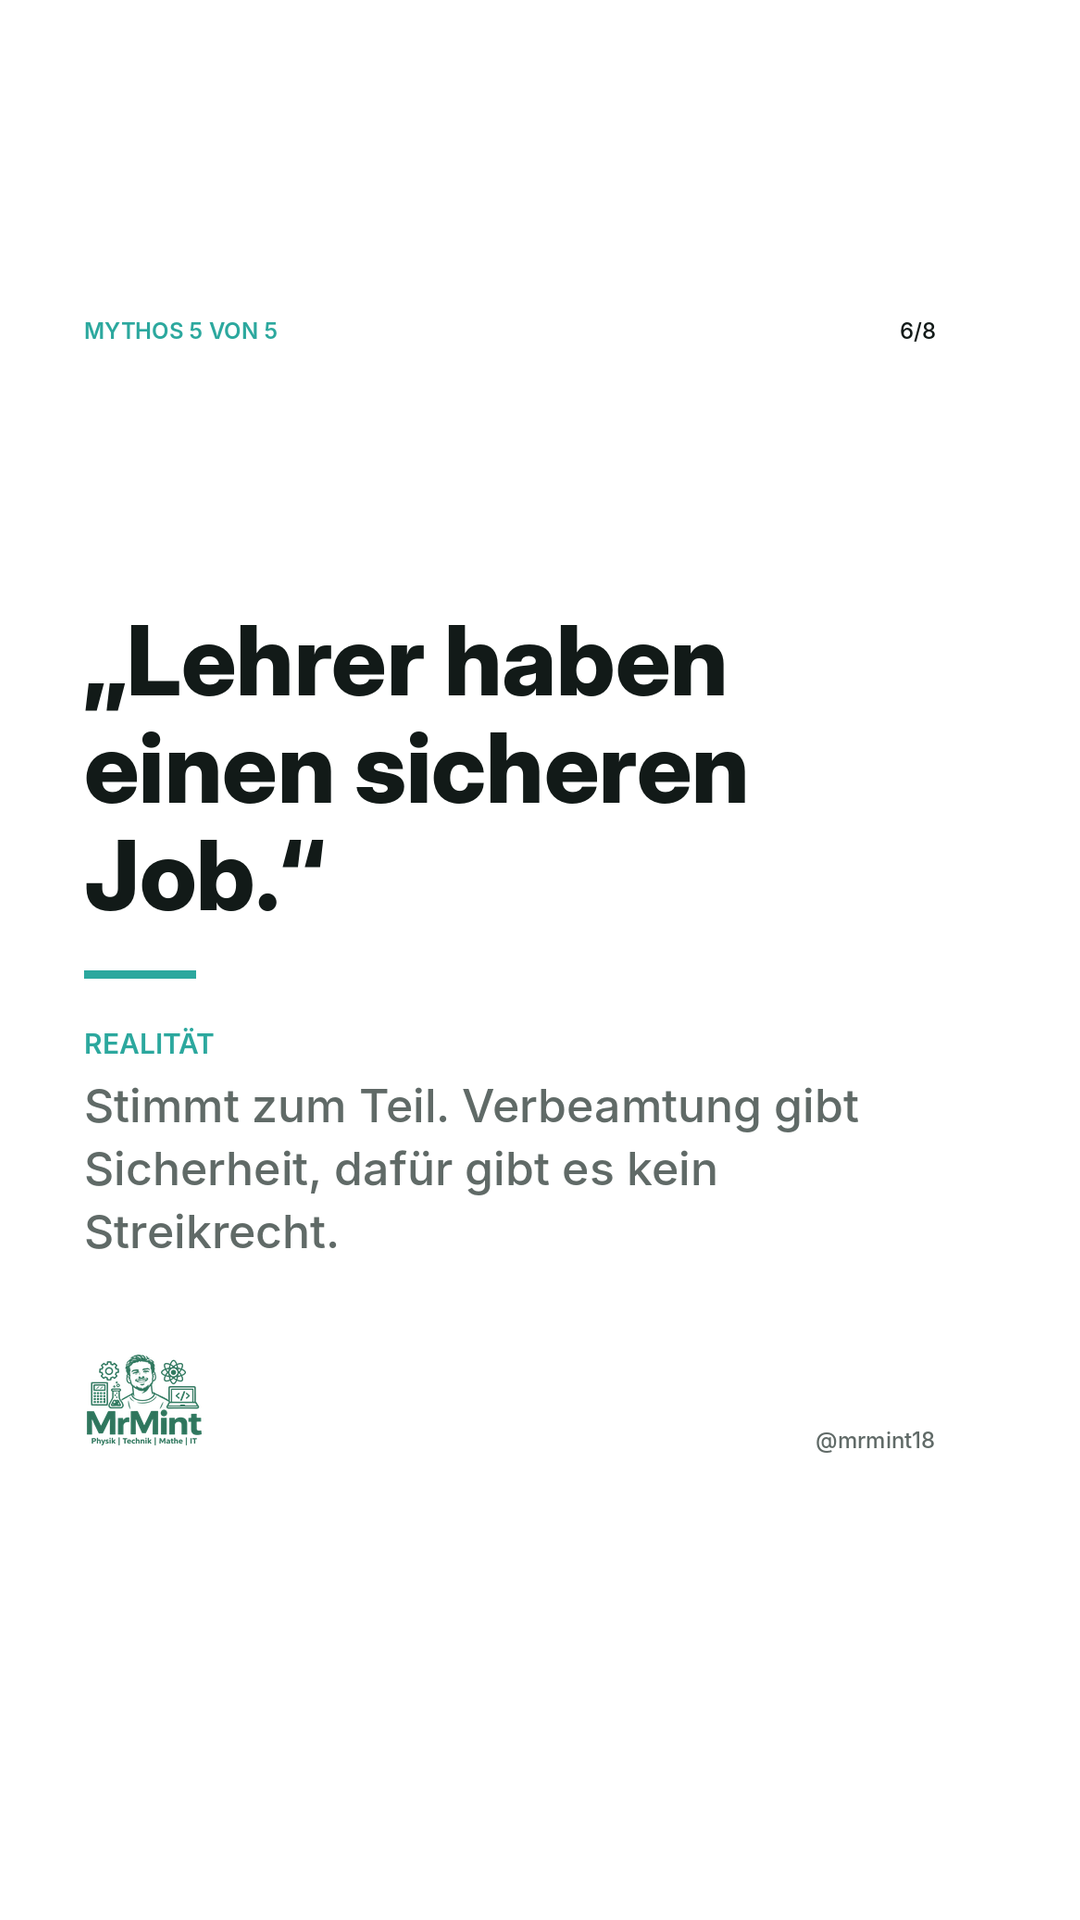 MYTHOS 5 VON 5
6/8
„Lehrer haben
einen sicheren
Job.“
REALITÄT
Stimmt zum Teil. Verbeamtung gibt
Sicherheit, dafür gibt es kein
Streikrecht.
</>
MrMint
Physik | Technik | Mathe | IT
@mrmint18